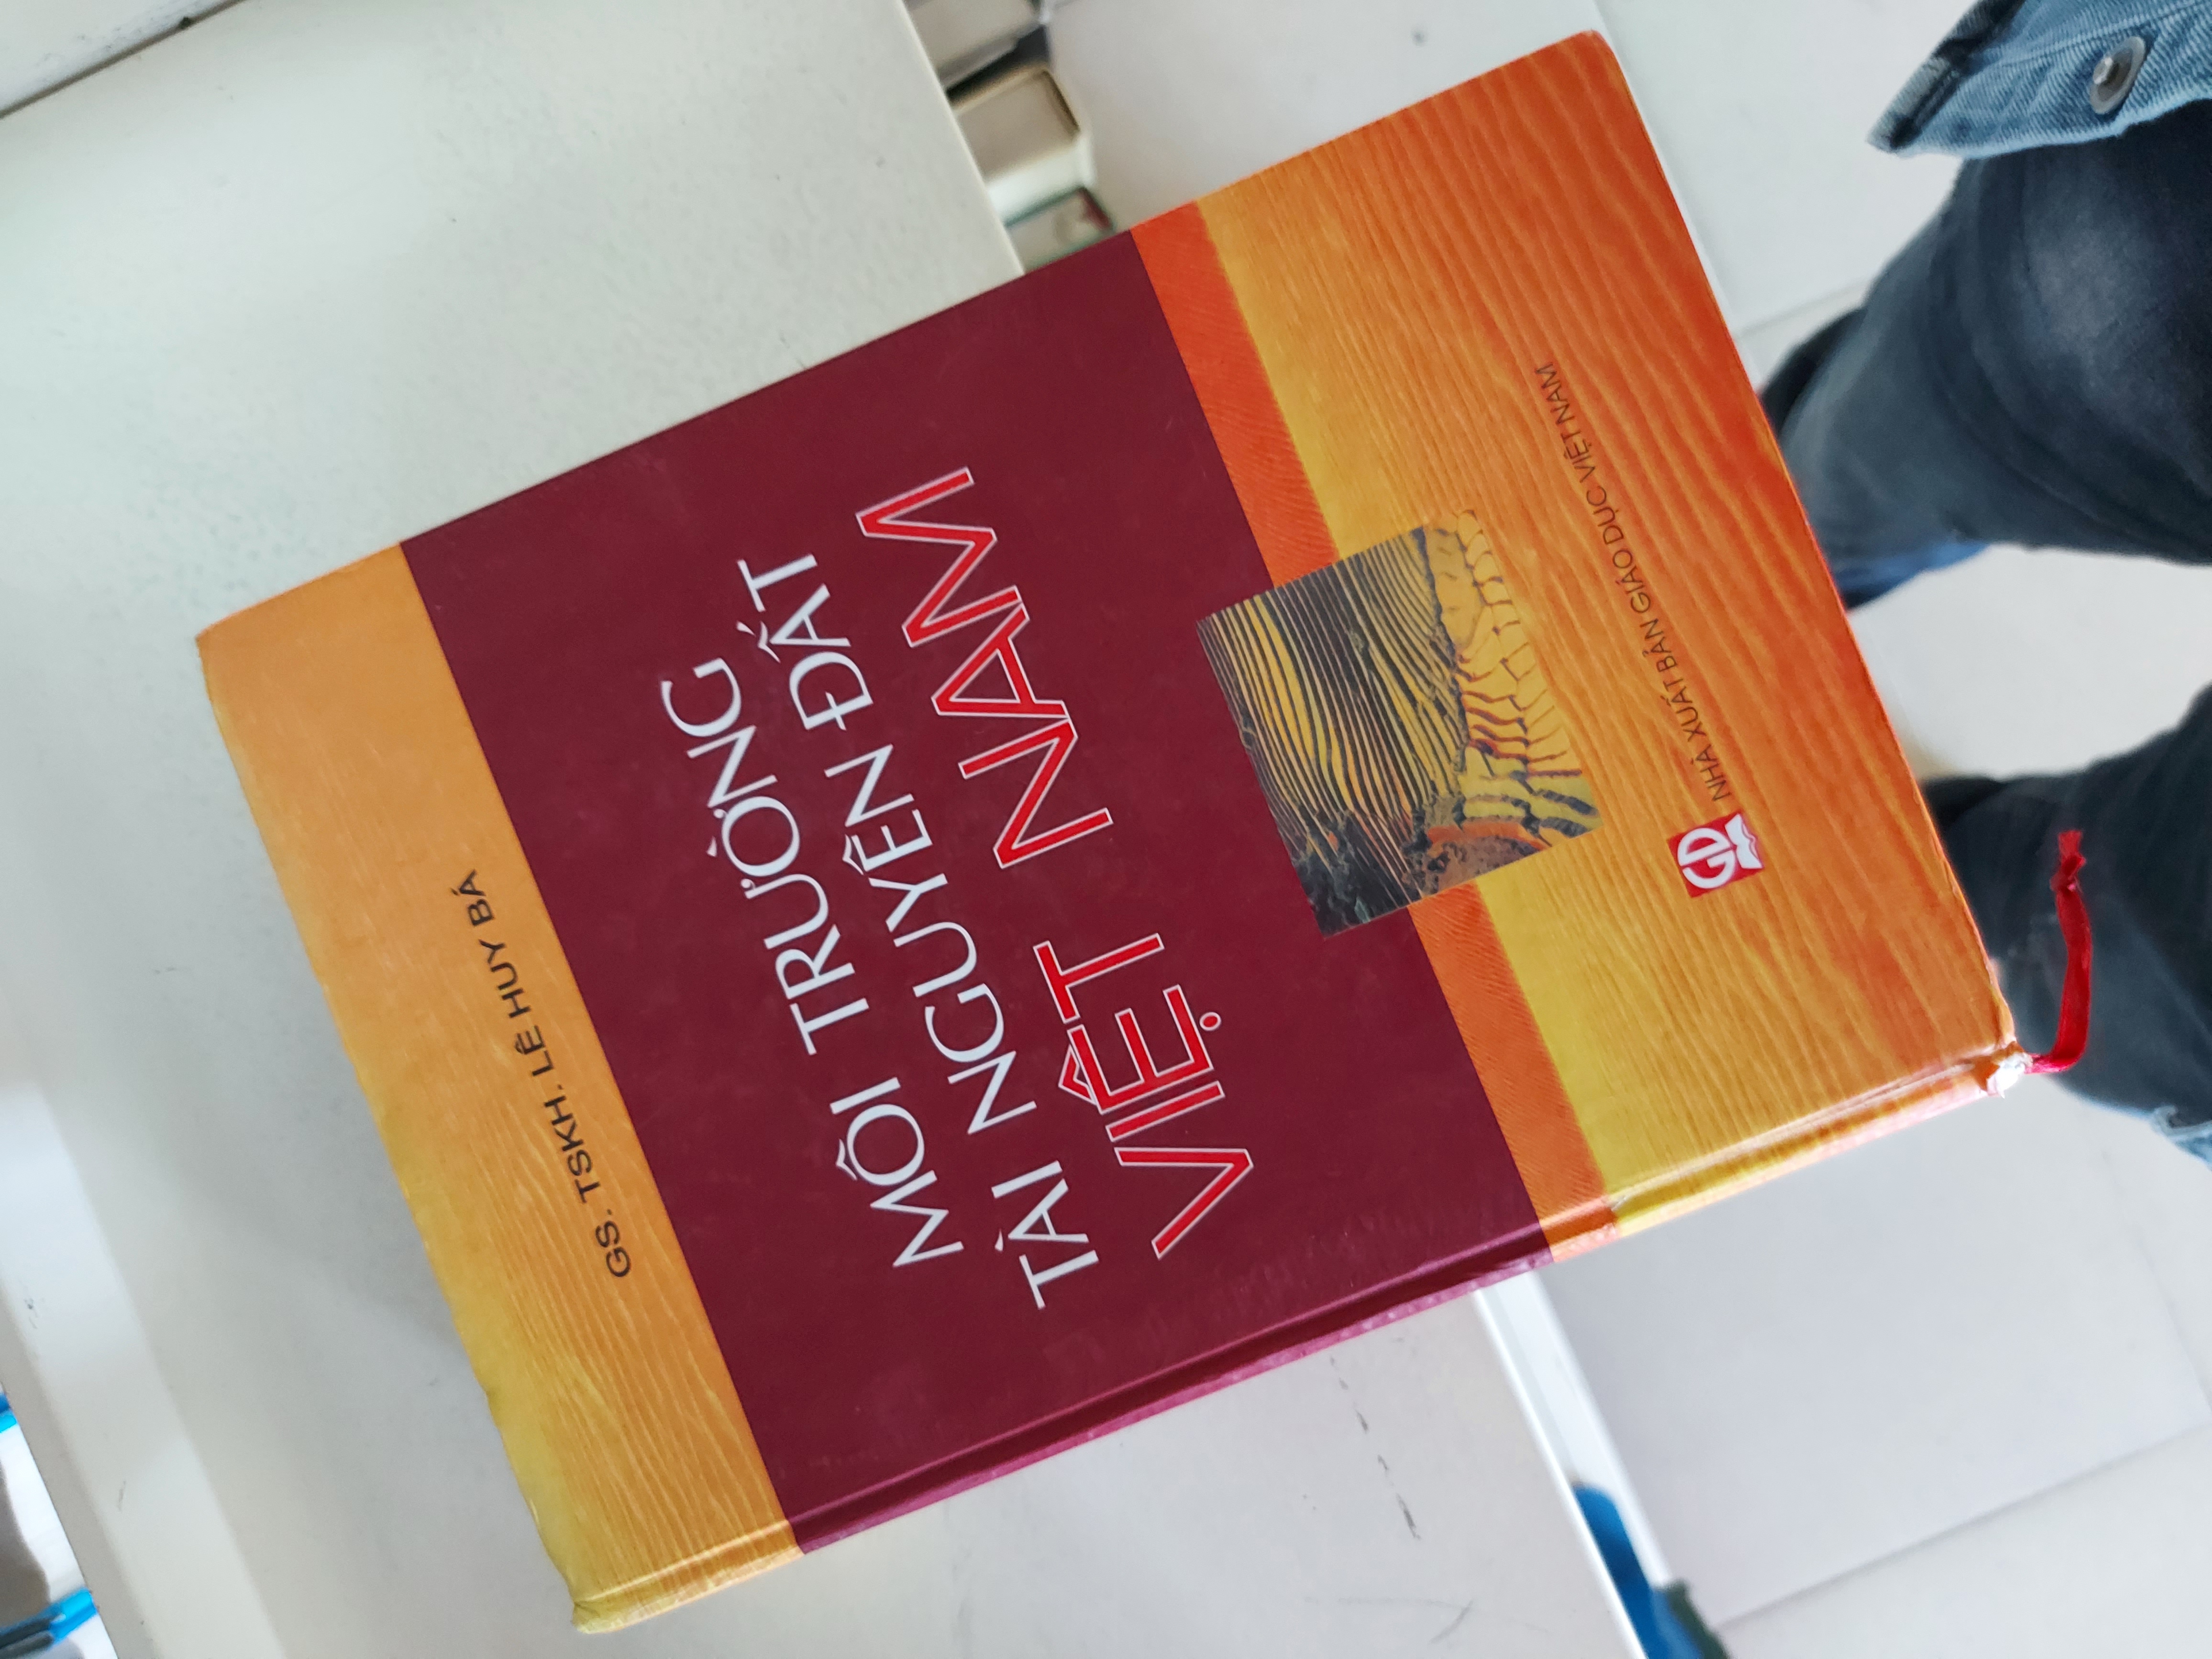 GS. TSKH. LÊ HUY BÁ
MÔI TRƯỜNG
TÀI NGUYÊN ĐẤT
VIỆT NAM
GD
NHÀ XUẤT BẢN GIÁO DỤC VIỆT NAM